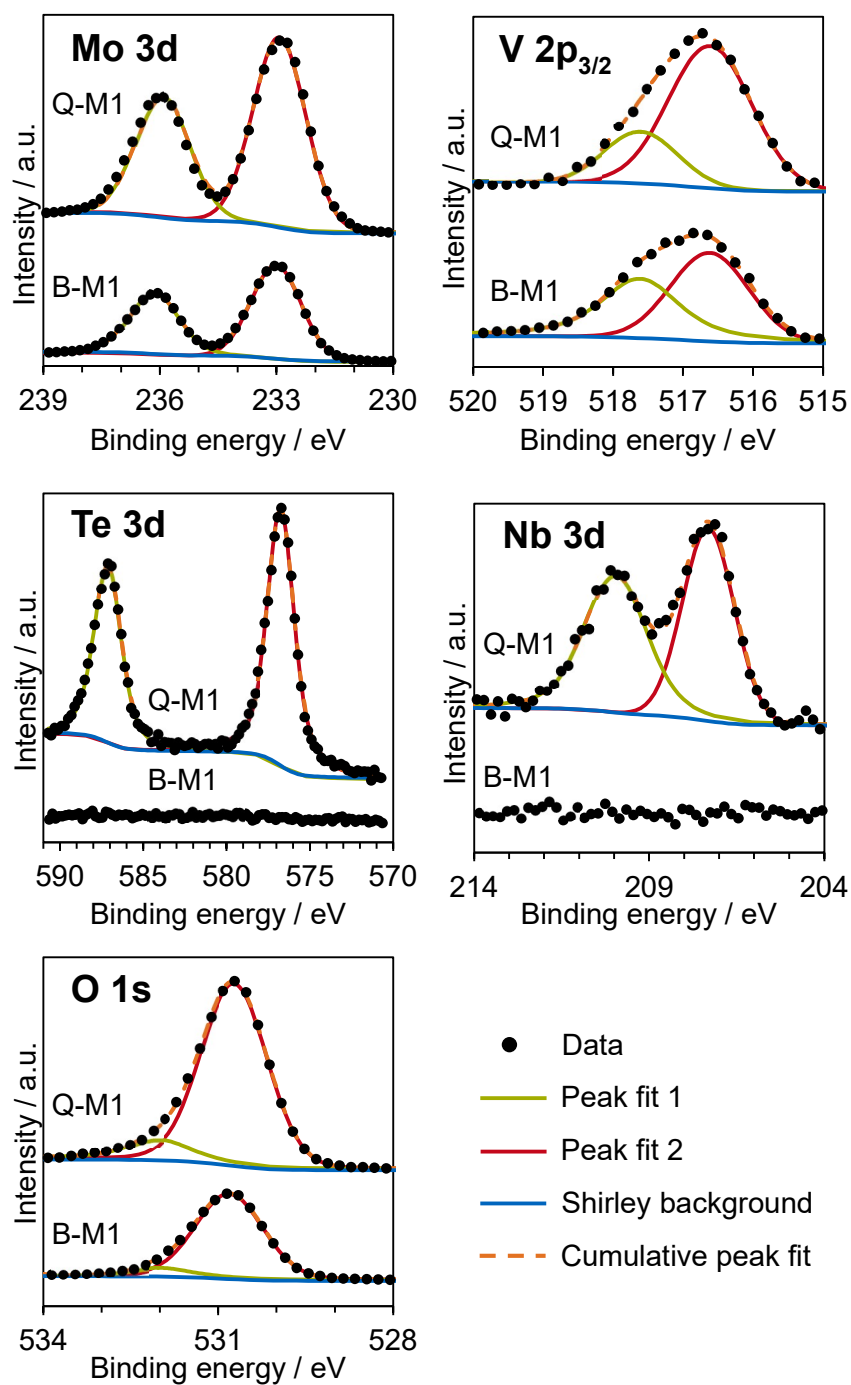 Mo 3d
Q-M1
B-M1
Intensity / a.u.
239 236 233 230
Binding energy / eV
V 2p3/2
Q-M1
B-M1
Intensity / a.u.
520 519 518 517 516 515
Binding energy / eV
Te 3d
Q-M1
B-M1
Intensity / a.u.
590 585 580 575 570
Binding energy / eV
Nb 3d
Q-M1
B-M1
Intensity / a.u.
214 209 204
Binding energy / eV
O 1s
Q-M1
B-M1
Intensity / a.u.
534 531 528
Binding energy / eV
Data
Peak fit 1
Peak fit 2
Shirley background
Cumulative peak fit